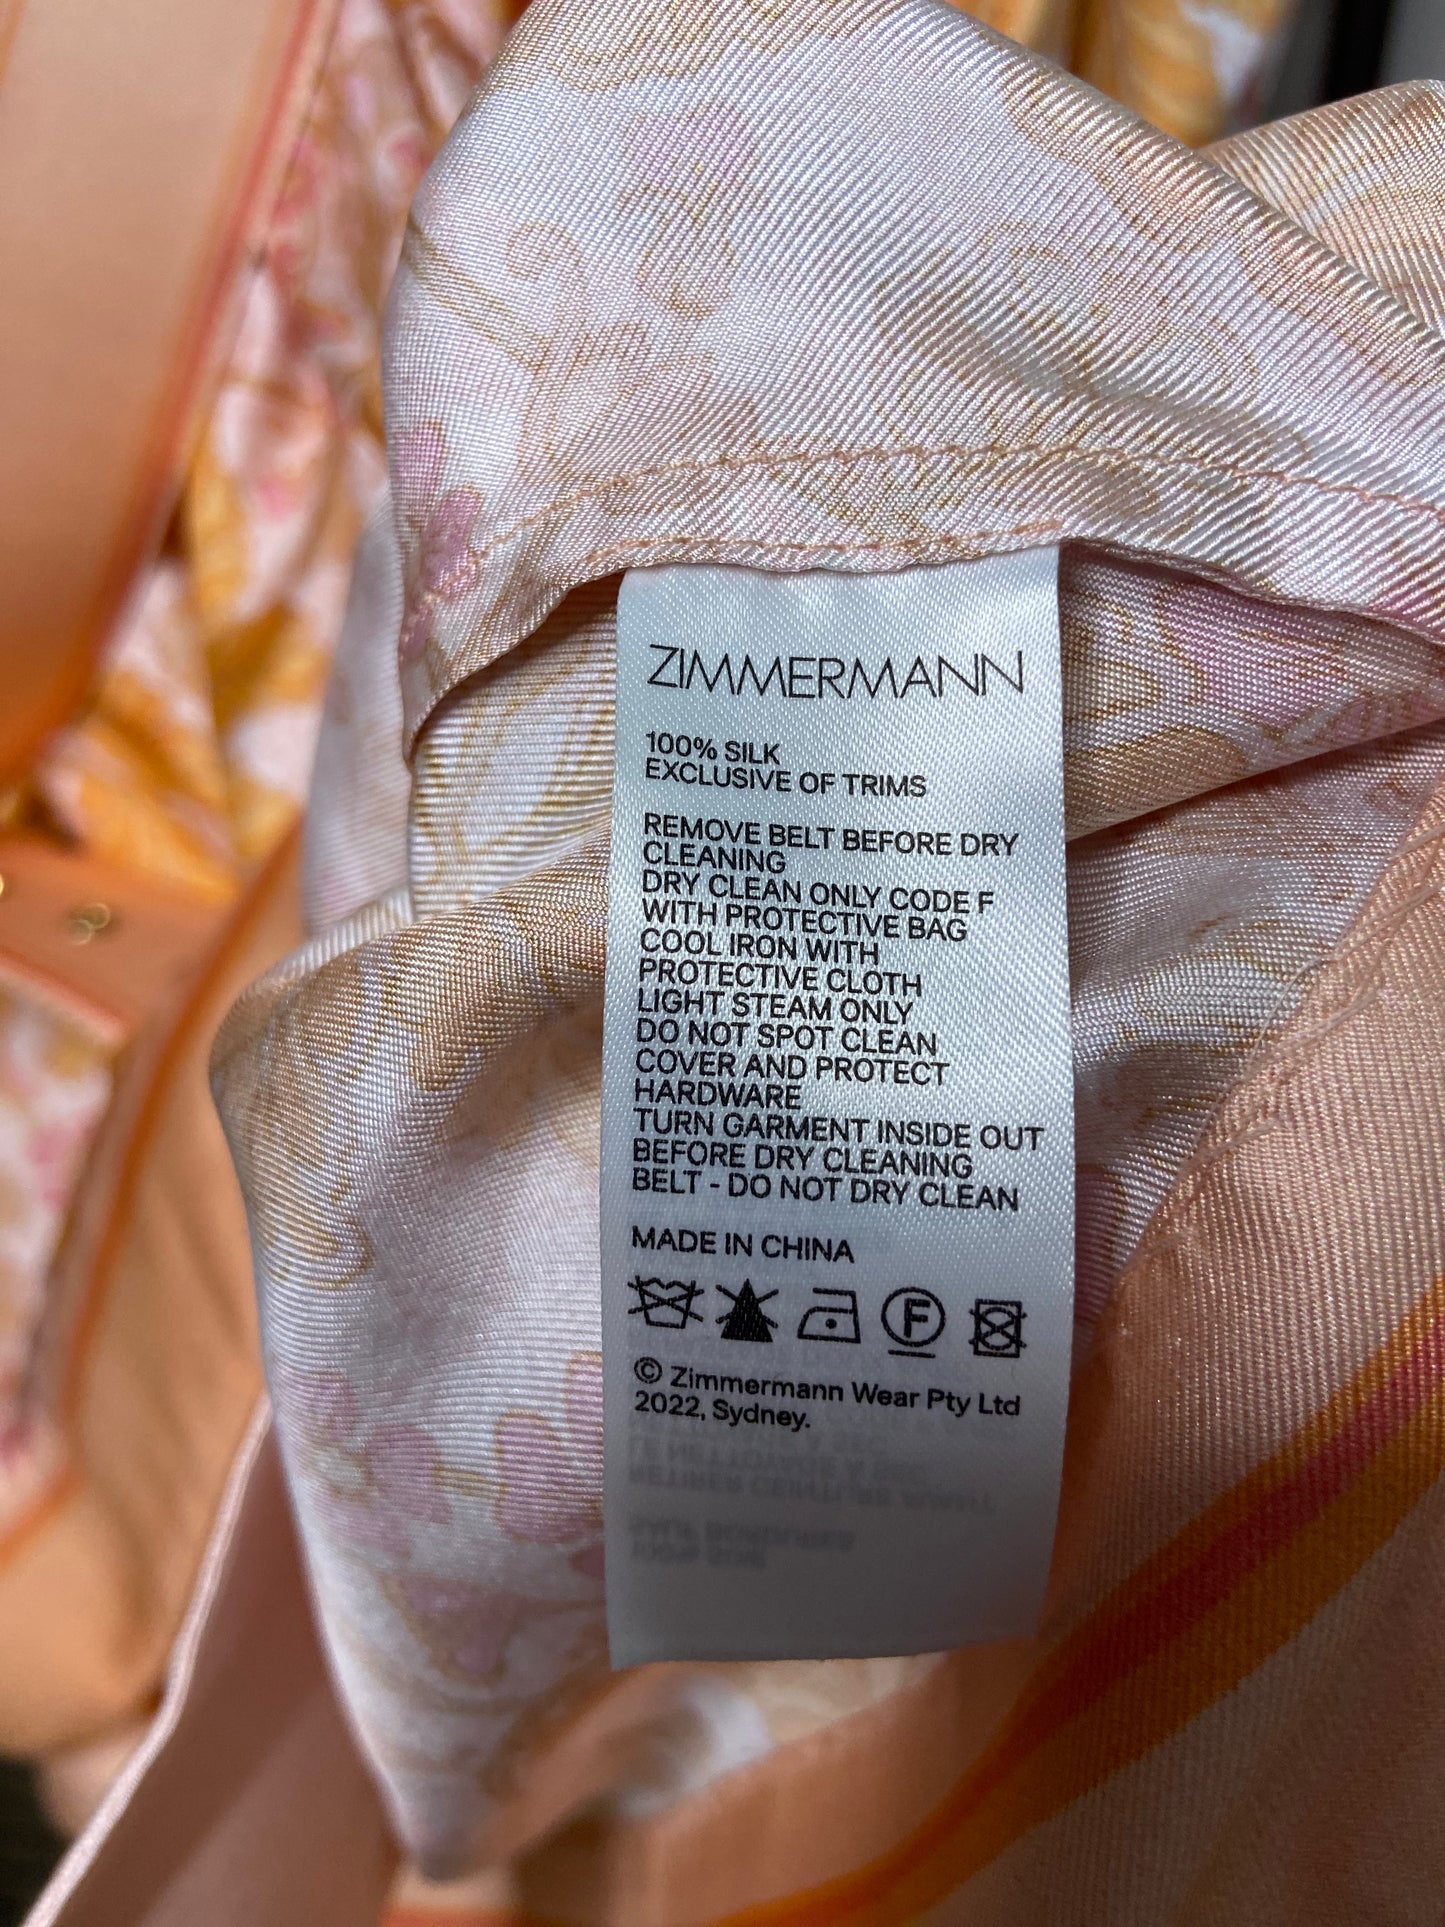 ZIMMERMANN
100% SILK
EXCLUSIVE OF TRIMS
REMOVE BELT BEFORE DRY
CLEANING
DRY CLEAN ONLY CODE F
WITH PROTECTIVE BAG
COOL IRON WITH
PROTECTIVE CLOTH
LIGHT STEAM ONLY
DO NOT SPOT CLEAN
COVER AND PROTECT
HARDWARE
TURN GARMENT INSIDE OUT
BEFORE DRY CLEANING
BELT - DO NOT DRY CLEAN
MADE IN CHINA
F
© Zimmermann Wear Pty Ltd
2022, Sydney.